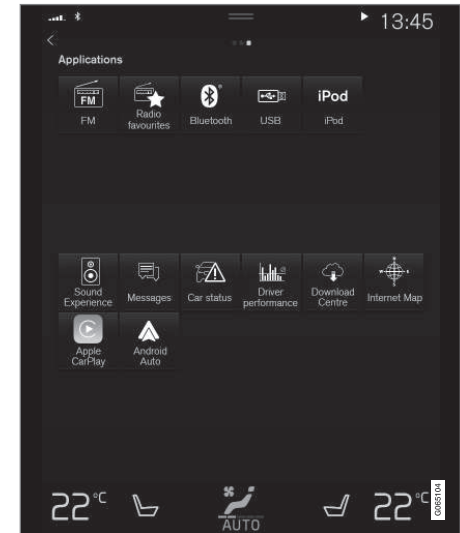 13:45
Applications
FM
FM
Radio favourites
Bluetooth
USB
iPod
iPod
Sound Experience
Messages
Car status
Driver performance
Download Centre
Internet Map
Apple CarPlay
Android Auto
22°C
AUTO
22°C
G065104